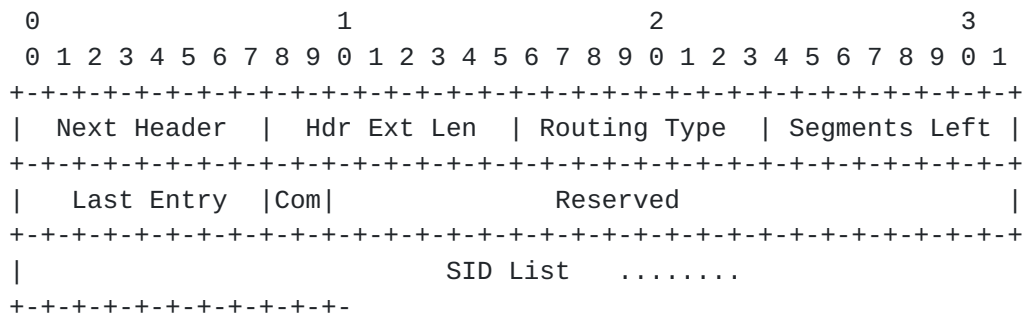 0                   1                   2                   3
 0 1 2 3 4 5 6 7 8 9 0 1 2 3 4 5 6 7 8 9 0 1 2 3 4 5 6 7 8 9 0 1
+-+-+-+-+-+-+-+-+-+-+-+-+-+-+-+-+-+-+-+-+-+-+-+-+-+-+-+-+-+-+-+-+
|  Next Header  |  Hdr Ext Len  | Routing Type  | Segments Left |
+-+-+-+-+-+-+-+-+-+-+-+-+-+-+-+-+-+-+-+-+-+-+-+-+-+-+-+-+-+-+-+-+
|   Last Entry  |Com|              Reserved                     |
+-+-+-+-+-+-+-+-+-+-+-+-+-+-+-+-+-+-+-+-+-+-+-+-+-+-+-+-+-+-+-+-+
|                           SID List   ........
+-+-+-+-+-+-+-+-+-+-+-